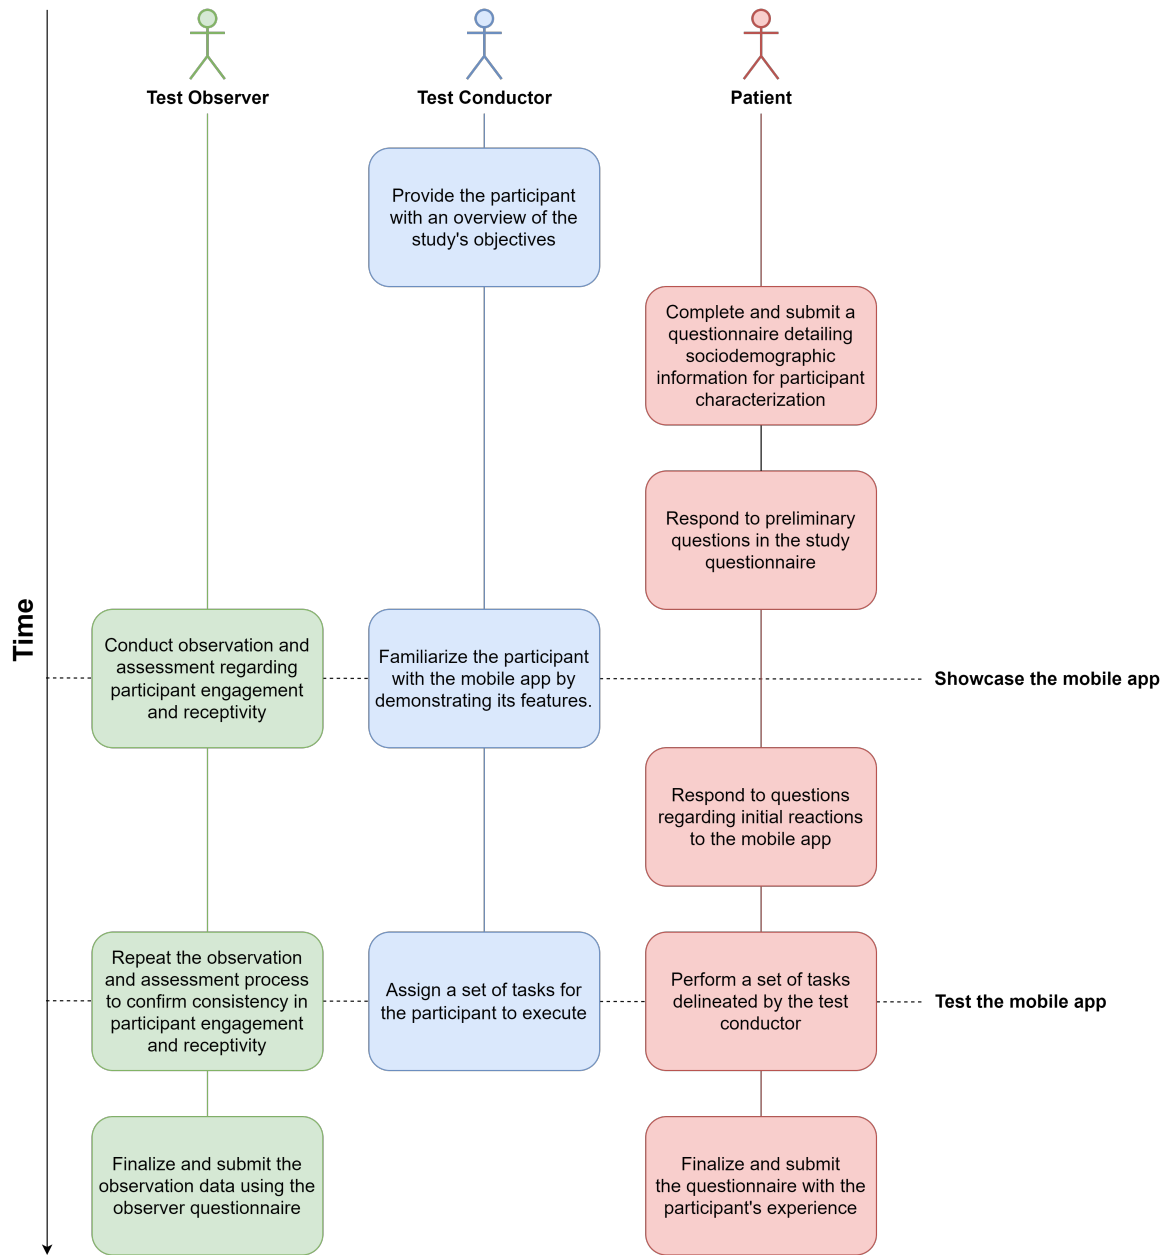 Test Observer
Test Conductor
Patient
Provide the participant
with an overview of the
study's objectives
Complete and submit a
questionnaire detailing
sociodemographic
information for participant
characterization
Respond to preliminary
questions in the study
questionnaire
Time
Conduct observation and
assessment regarding
participant engagement
and receptivity
Familiarize the participant
with the mobile app by
demonstrating its features.
Showcase the mobile app
Respond to questions
regarding initial reactions
to the mobile app
Repeat the observation
and assessment process
to confirm consistency in
participant engagement
and receptivity
Assign a set of tasks for
the participant to execute
Perform a set of tasks
delineated by the test
conductor
Test the mobile app
Finalize and submit the
observation data using the
observer questionnaire
Finalize and submit
the questionnaire with the
participant's experience